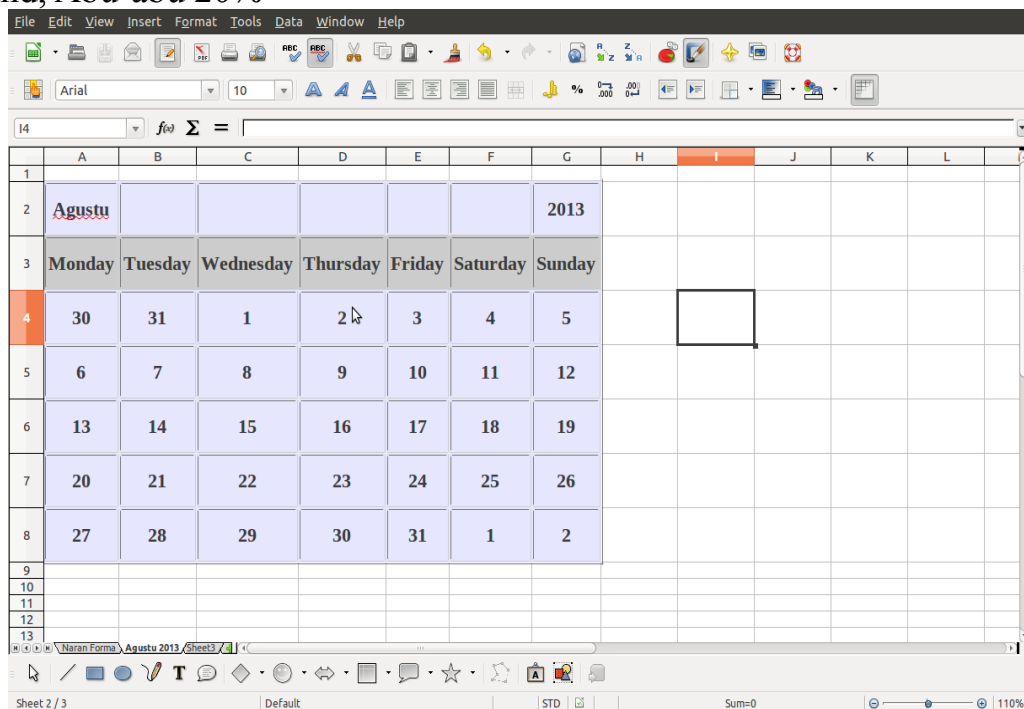 File Edit View Insert Format Tools Data Window Help
Arial 10
I4
A B C D E F G H I J K L
1
2 Agustu 2013
3 Monday Tuesday Wednesday Thursday Friday Saturday Sunday
4 30 31 1 2 3 4 5
5 6 7 8 9 10 11 12
6 13 14 15 16 17 18 19
7 20 21 22 23 24 25 26
8 27 28 29 30 31 1 2
9
10
11
12
13
Naran Forma Agustu 2013 Sheet3
Sheet 2 / 3 Default STD Sum=0 110%